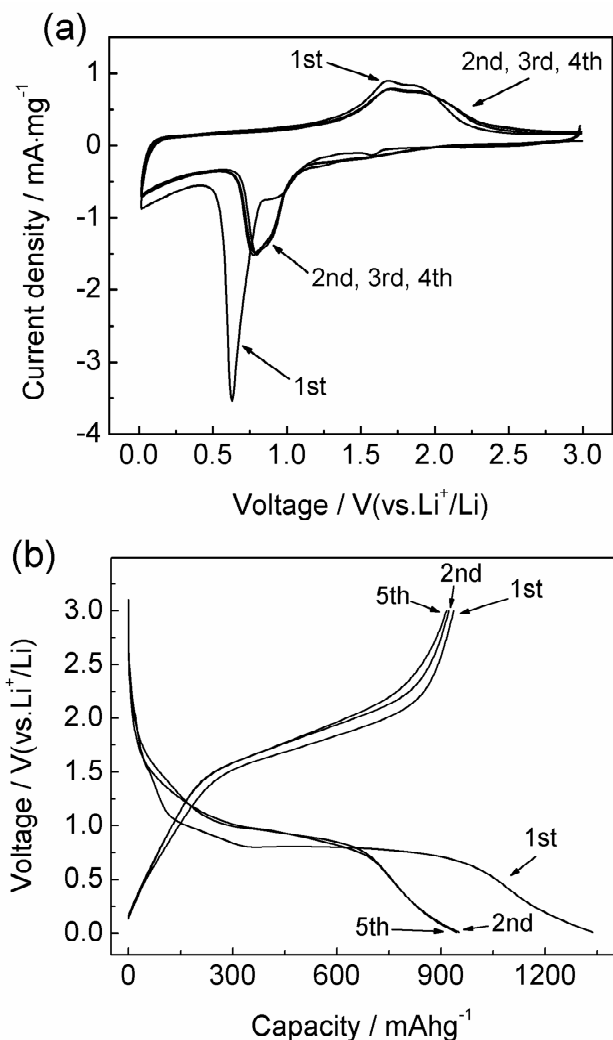 (a)
1st
2nd, 3rd, 4th
1
0
-1
-2
-3
-4
2nd, 3rd, 4th
1st
0.0 0.5 1.0 1.5 2.0 2.5 3.0
Current density / mA·mg⁻¹
Voltage / V(vs.Li⁺/Li)
(b)
2nd
5th 1st
3.0
2.5
2.0
1.5
1.0
0.5
0.0
1st
5th 2nd
0 300 600 900 1200
Voltage / V(vs.Li⁺/Li)
Capacity / mAhg⁻¹